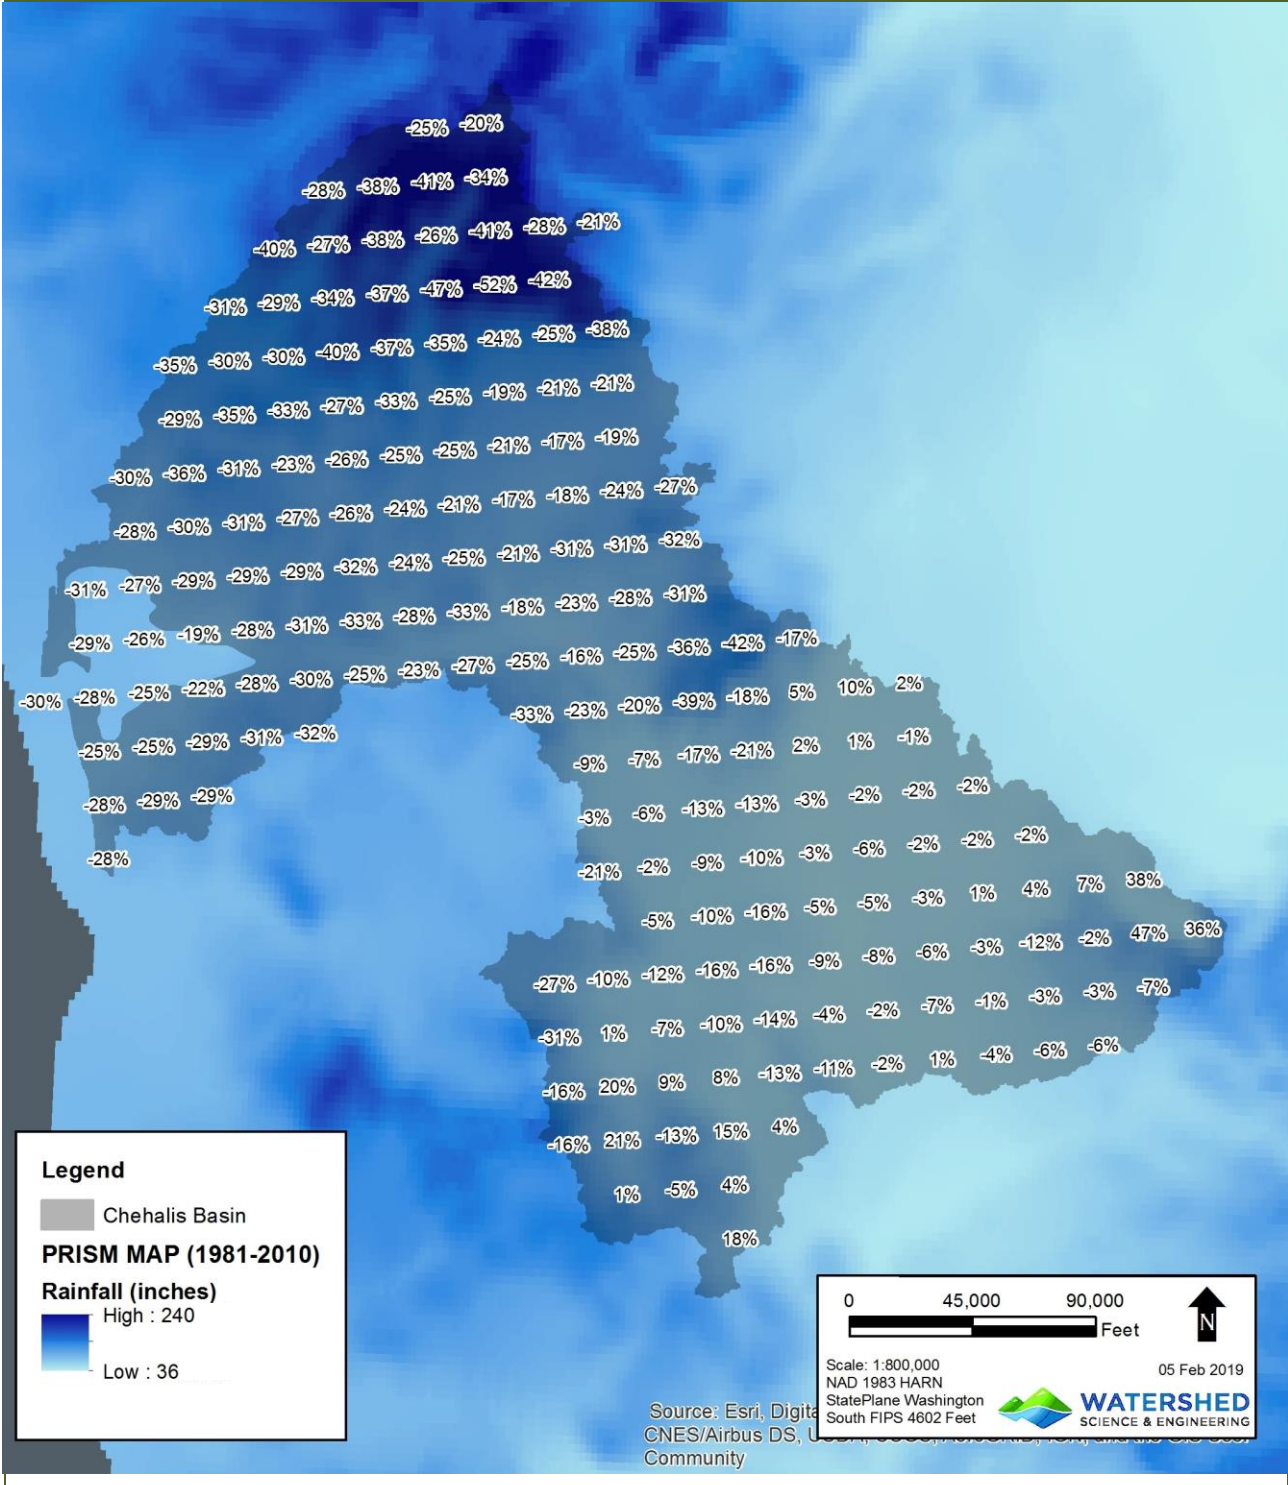 -25% -20%
-28% -38% -41% -34%
-40% -27% -38% -26% -41% -28% -21%
-31% -29% -34% -37% -47% -52% -42%
-35% -30% -30% -40% -37% -35% -24% -25% -38%
-29% -35% -33% -27% -33% -25% -19% -21% -21%
-30% -36% -31% -23% -26% -25% -25% -21% -17% -19%
-28% -30% -31% -27% -26% -24% -21% -17% -18% -24% -27%
-31% -27% -29% -29% -29% -32% -24% -25% -21% -31% -31% -32%
-29% -26% -19% -28% -31% -33% -28% -33% -18% -23% -28% -31%
-30% -28% -25% -22% -28% -30% -25% -23% -27% -25% -16% -25% -36% -42% -17%
-25% -25% -29% -31% -32% -33% -23% -20% -39% -18% 5% 10% 2%
-28% -29% -29% -9% -7% -17% -21% 2% 1% -1%
-28% -3% -6% -13% -13% -3% -2% -2% -2%
-21% -2% -9% -10% -3% -6% -2% -2% -2%
-5% -10% -16% -5% -5% -3% 1% 4% 7% 38%
-27% -10% -12% -16% -16% -9% -8% -6% -3% -12% -2% 47% 36%
-31% 1% -7% -10% -14% -4% -2% -7% -1% -3% -3% -7%
-16% 20% 9% 8% -13% -11% -2% 1% -4% -6% -6%
-16% 21% -13% 15% 4%
1% -5% 4%
18%
Legend
Chehalis Basin
PRISM MAP (1981-2010)
Rainfall (inches)
High : 240
Low : 36
0 45,000 90,000
Feet
N
Scale: 1:800,000
NAD 1983 HARN
StatePlane Washington
South FIPS 4602 Feet
05 Feb 2019
WATERSHED
SCIENCE & ENGINEERING
Source: Esri, Digita
CNES/Airbus DS,
Community